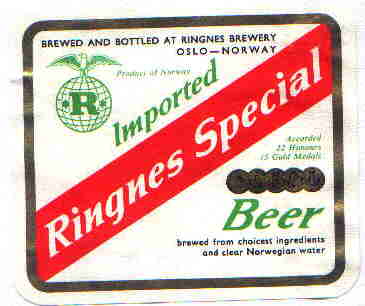 BREWED AND BOTTLED AT RINGNES BREWERY
OSLO—NORWAY
Product of Norway
·R·
Imported
Ringnes Special
Accorded
22 Honours
15 Gold Medals
Beer
brewed from choicest ingredients
and clear Norwegian water